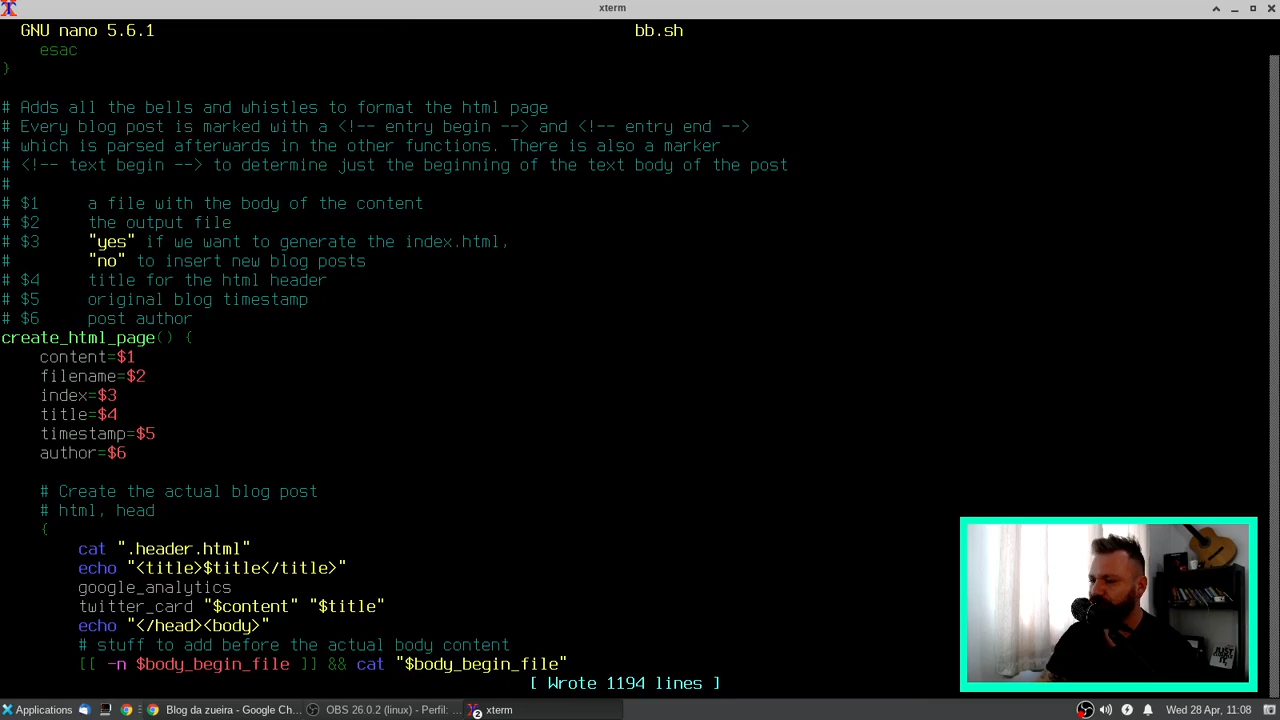 xterm
GNU nano 5.6.1 bb.sh
esac
}
# Adds all the bells and whistles to format the html page
# Every blog post is marked with a <!-- entry begin --> and <!-- entry end -->
# which is parsed afterwards in the other functions. There is also a marker
# <!-- text begin --> to determine just the beginning of the text body of the post
#
# $1 a file with the body of the content
# $2 the output file
# $3 "yes" if we want to generate the index.html,
# "no" to insert new blog posts
# $4 title for the html header
# $5 original blog timestamp
# $6 post author
create_html_page() {
content=$1
filename=$2
index=$3
title=$4
timestamp=$5
author=$6
# Create the actual blog post
# html, head
{
cat ".header.html"
echo "<title>$title</title>"
google_analytics
twitter_card "$content" "$title"
echo "</head><body>"
# stuff to add before the actual body content
[[ -n $body_begin_file ]] && cat "$body_begin_file"
[ Wrote 1194 lines ]
Applications Blog da zueira - Google Ch... OBS 26.0.2 (linux) - Perfil: ... 2 xterm Wed 28 Apr, 11:08